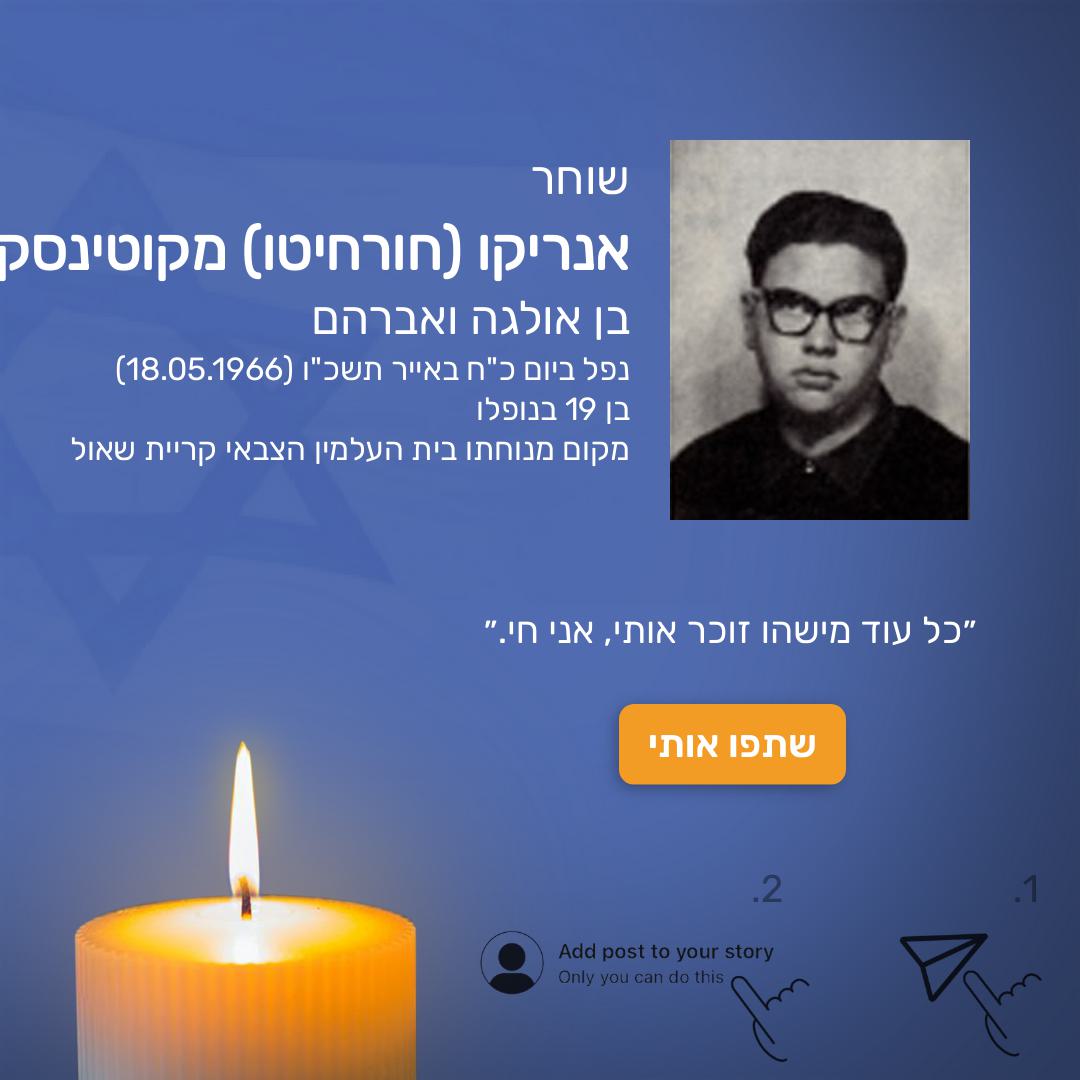 שוחר
אנריקו (חורחיטו) מקוטינסק
בן אולגה ואברהם
נפל ביום כ"ח באייר תשכ"ו (18.05.1966)
בן 19 בנופלו
מקום מנוחתו בית העלמין הצבאי קריית שאול
״כל עוד מישהו זוכר אותי, אני חי.״
שתפו אותי
1.
2.
Add post to your story
Only you can do this